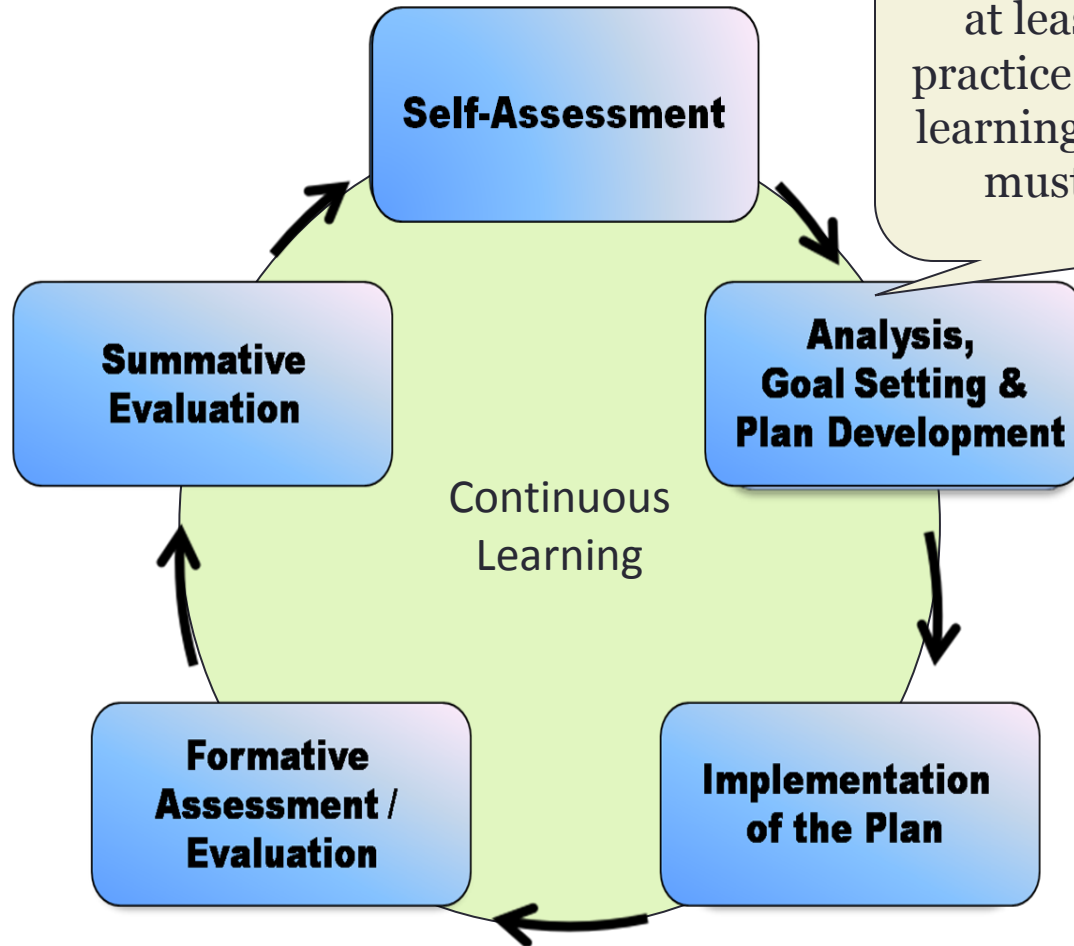 at leas
practice
learning
must
Self-Assessment
Analysis,
Goal Setting &
Plan Development
Implementation
of the Plan
Formative
Assessment /
Evaluation
Summative
Evaluation
Continuous
Learning